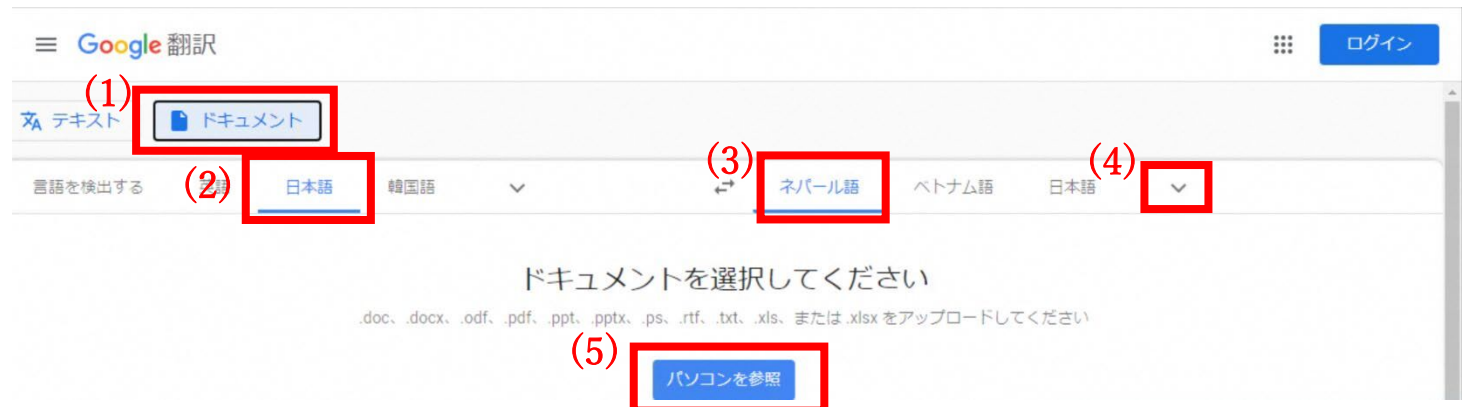 Google 翻訳
ログイン
(1)
テキスト
ドキュメント
言語を検出する
(2)
英語
日本語
韓国語
(3)
ネパール語
ベトナム語
日本語
(4)
ドキュメントを選択してください
.doc、.docx、.odf、.pdf、.ppt、.pptx、.ps、.rtf、.txt、.xls、または .xlsx をアップロードしてください
(5)
パソコンを参照